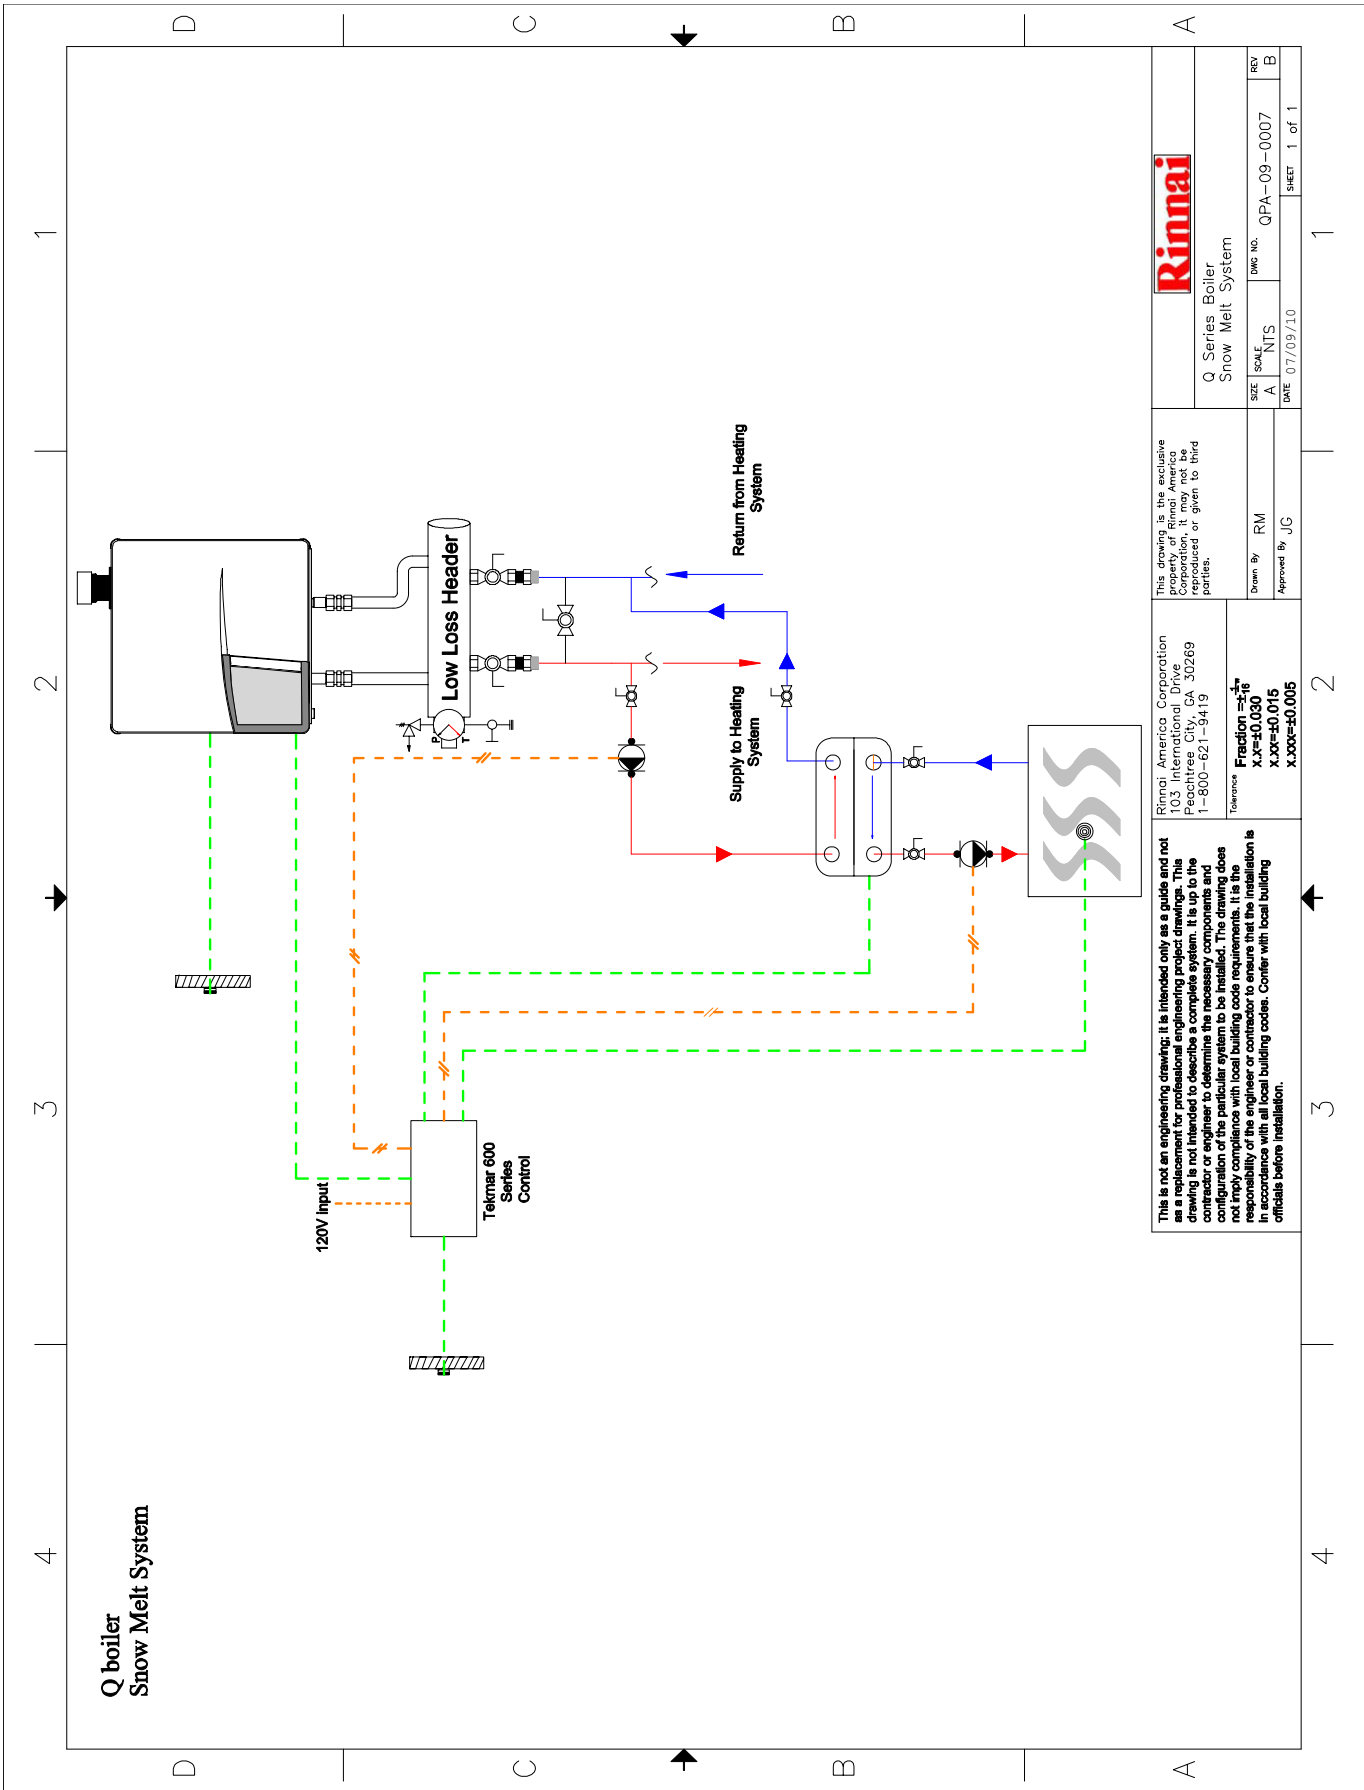 Q boiler
Snow Melt System
4
3
2
1
D
C
B
A
120V input
Tekmar 600
Series
Control
P
T
Low Loss Header
Supply to Heating
System
Return from Heating
System
This is not an engineering drawing; it is intended only as a guide and not
as a replacement for professional engineering project drawings. This
drawing is not intended to describe a complete system. It is up to the
contractor or engineer to determine the necessary components and
configuration of the particular system to be installed. The drawing does
not imply compliance with local building code requirements. It is the
responsibility of the engineer or contractor to ensure that the installation is
in accordance with all local building codes. Confer with local building
officials before installation.
Rinnai America Corporation
103 International Drive
Peachtree City, GA 30269
1-800-621-9419
Tolerance
Fraction =±1/16"
X.X=±0.030
X.XX=±0.015
X.XXX=±0.005
This drawing is the exclusive
property of Rinnai America
Corporation, it may not be
reproduced or given to third
parties.
Drawn By RM
Approved By JG
Rinnai
Q Series Boiler
Snow Melt System
SIZE A
SCALE NTS
DWG NO. QPA-09-0007
REV B
DATE 07/09/10
SHEET 1 of 1
4
3
2
1
D
C
B
A